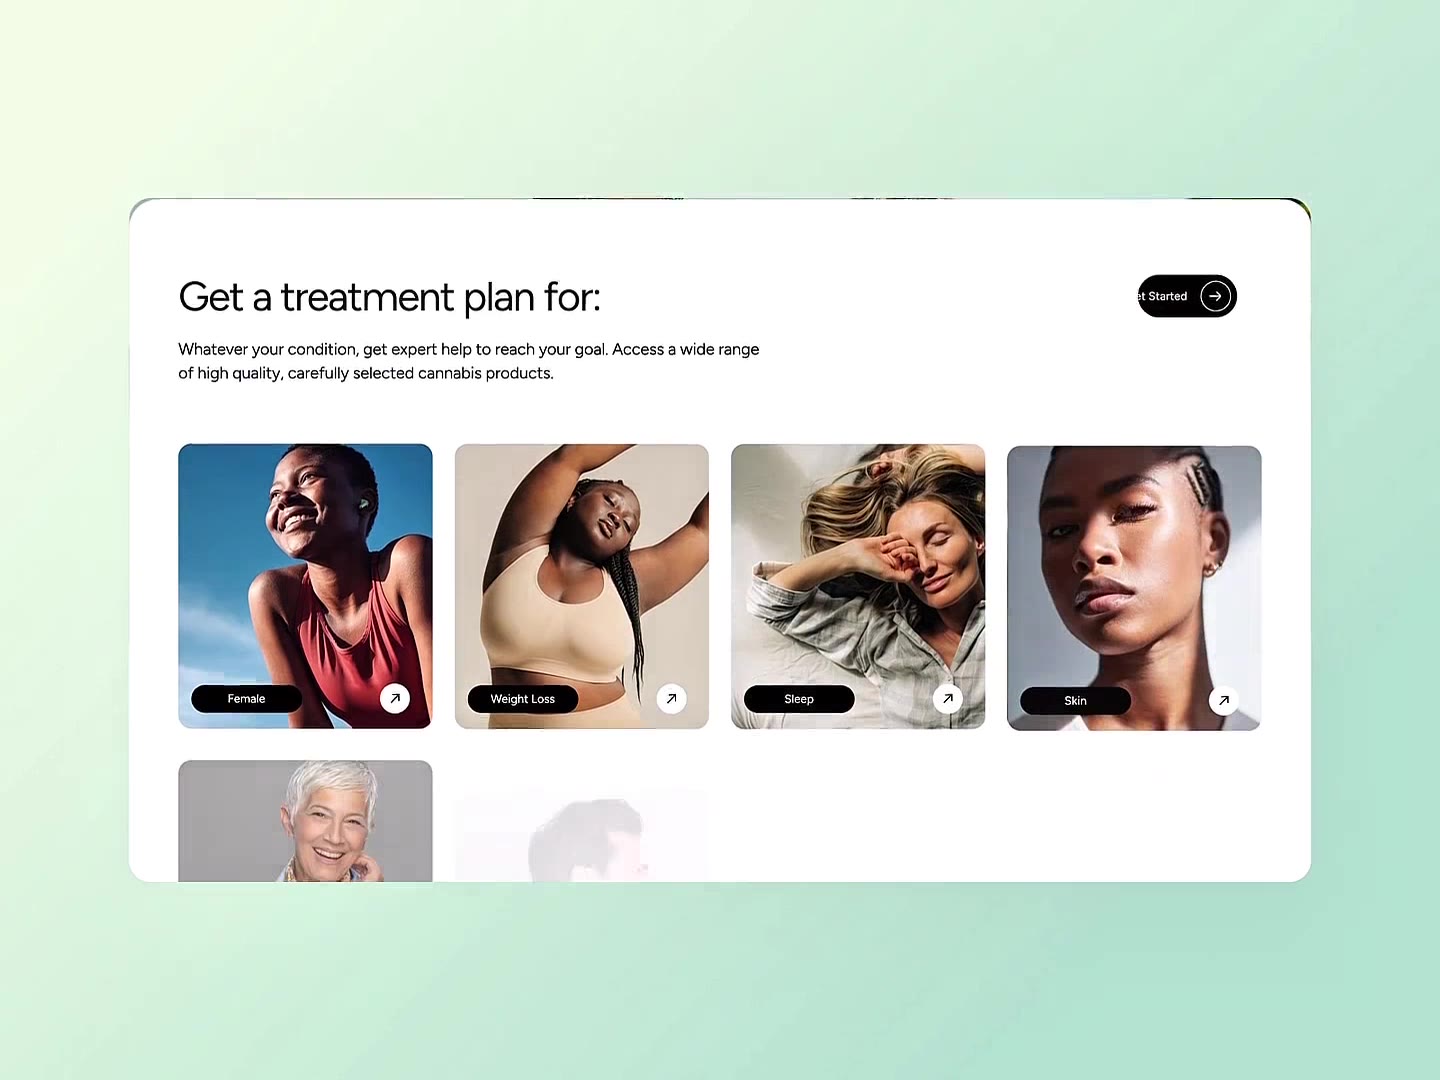 Get a treatment plan for:
et Started
Whatever your condition, get expert help to reach your goal. Access a wide range
of high quality, carefully selected cannabis products.
Female
Weight Loss
Sleep
Skin